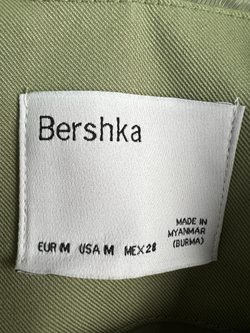 Bershka
MADE IN
MYANMAR
(BURMA)
EUR M USA M MEX 28